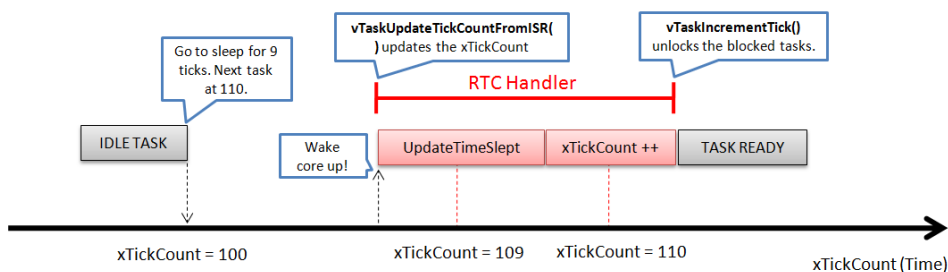 Go to sleep for 9
ticks. Next task
at 110.
vTaskUpdateTickCountFromISR(
) updates the xTickCount
vTaskIncrementTick()
unlocks the blocked tasks.
RTC Handler
IDLE TASK
Wake
core up!
UpdateTimeSlept
xTickCount ++
TASK READY
xTickCount = 100
xTickCount = 109
xTickCount = 110
xTickCount (Time)